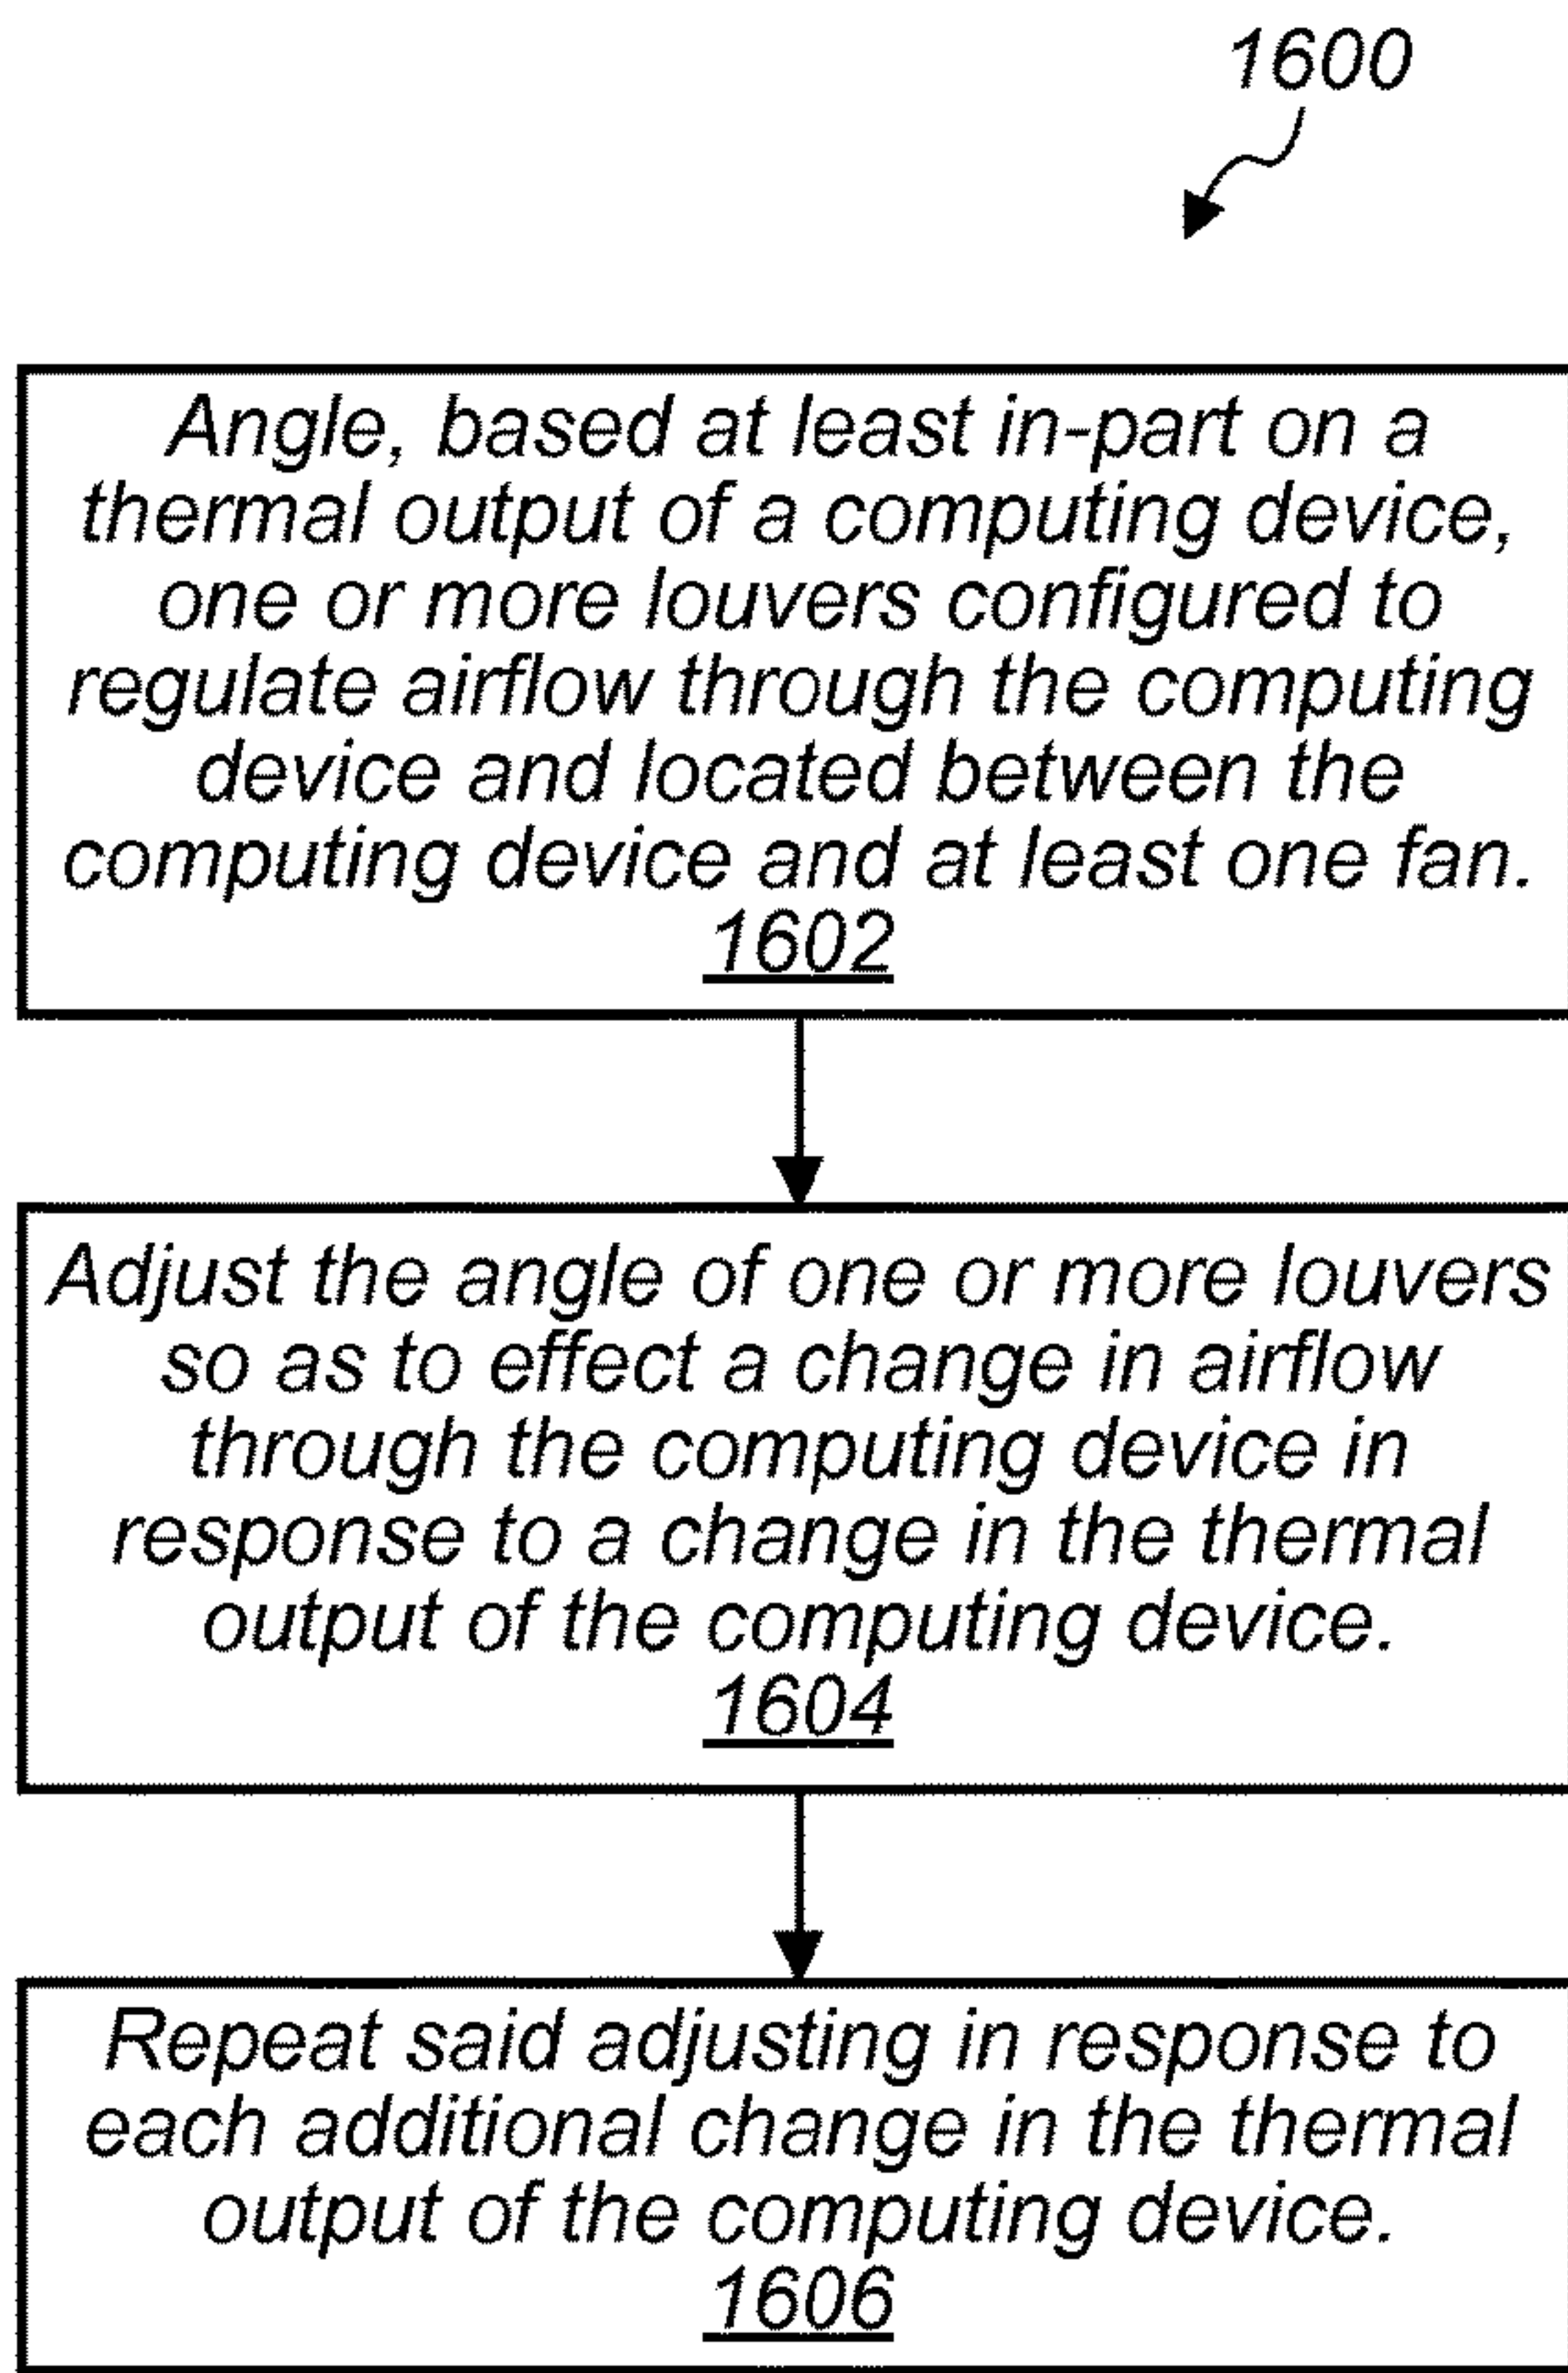 1600
Angle, based at least in-part on a
thermal output of a computing device,
one or more louvers configured to
regulate airflow through the computing
device and located between the
computing device and at least one fan.
1602
Adjust the angle of one or more louvers
so as to effect a change in airflow
through the computing device in
response to a change in the thermal
output of the computing device.
1604
Repeat said adjusting in response to
each additional change in the thermal
output of the computing device.
1606